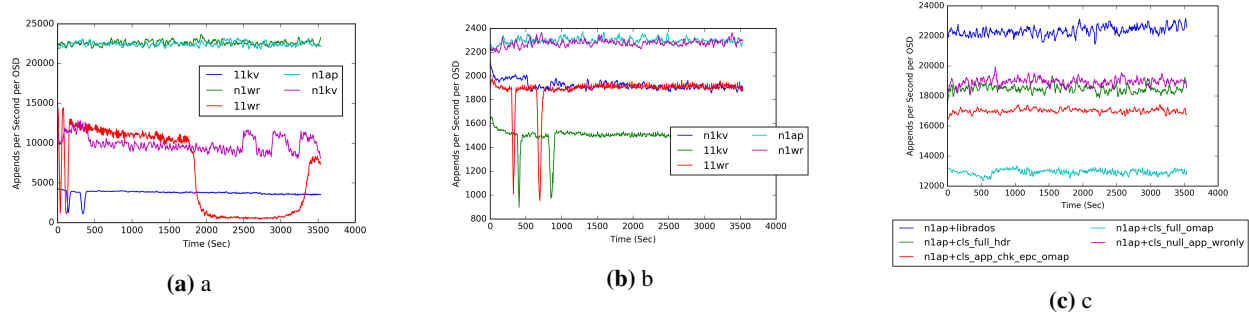 25000
20000
15000
10000
5000
0
Appends per Second per OSD
0 500 1000 1500 2000 2500 3000 3500 4000
Time (Sec)
11kv n1ap
n1wr n1kv
11wr
(a) a
2400
2200
2000
1800
1600
1400
1200
1000
800
Appends per Second per OSD
0 500 1000 1500 2000 2500 3000 3500 4000
Time (Sec)
n1kv n1ap
11kv n1wr
11wr
(b) b
24000
22000
20000
18000
16000
14000
12000
Appends per Second per OSD
0 500 1000 1500 2000 2500 3000 3500 4000
Time (Sec)
n1ap+librados n1ap+cls_full_omap
n1ap+cls_full_hdr n1ap+cls_null_app_wronly
n1ap+cls_app_chk_epc_omap
(c) c